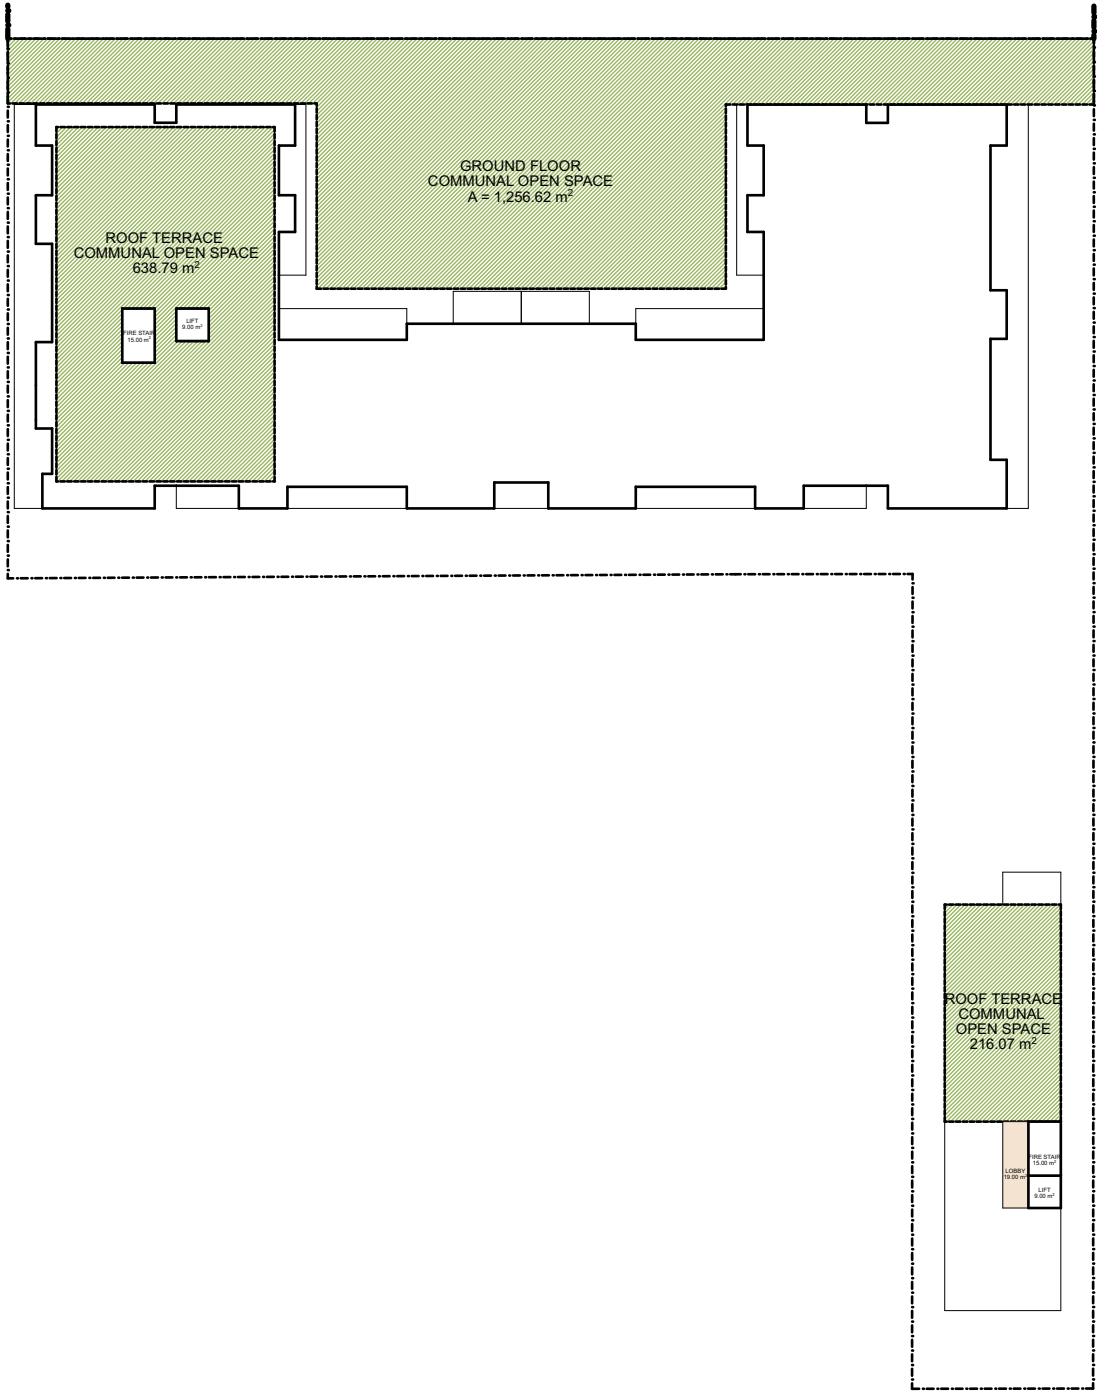 GROUND FLOOR
COMMUNAL OPEN SPACE
A = 1,256.62 m²
ROOF TERRACE
COMMUNAL OPEN SPACE
638.79 m²
FIRE STAIR
15.00 m²
LIFT
9.00 m²
ROOF TERRACE
COMMUNAL
OPEN SPACE
216.07 m²
LOBBY
19.00 m²
FIRE STAIR
15.00 m²
LIFT
9.00 m²